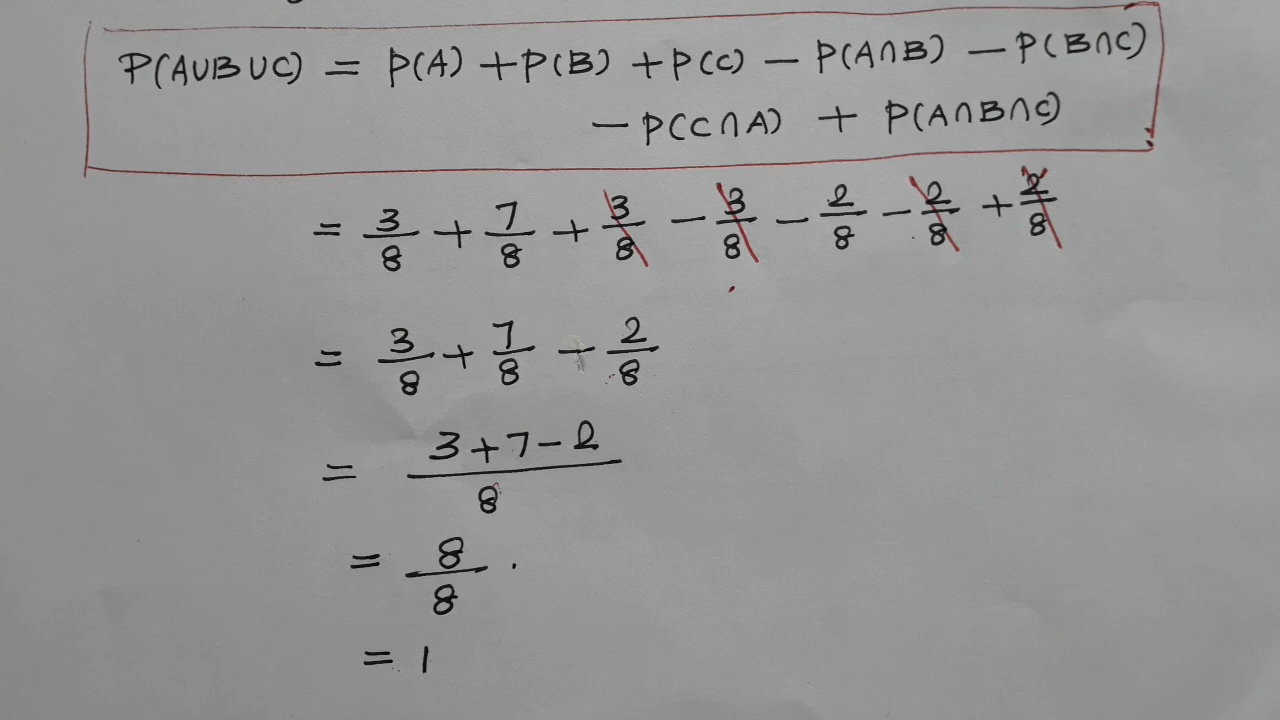 P(A∪B∪C) = P(A) + P(B) + P(C) − P(A∩B) − P(B∩C)
− P(C∩A) + P(A∩B∩C)
= 3/8 + 7/8 + 3/8 − 3/8 − 2/8 − 2/8 + 2/8
= 3/8 + 7/8 − 2/8
= 3+7−2/8
= 8/8 .
= 1